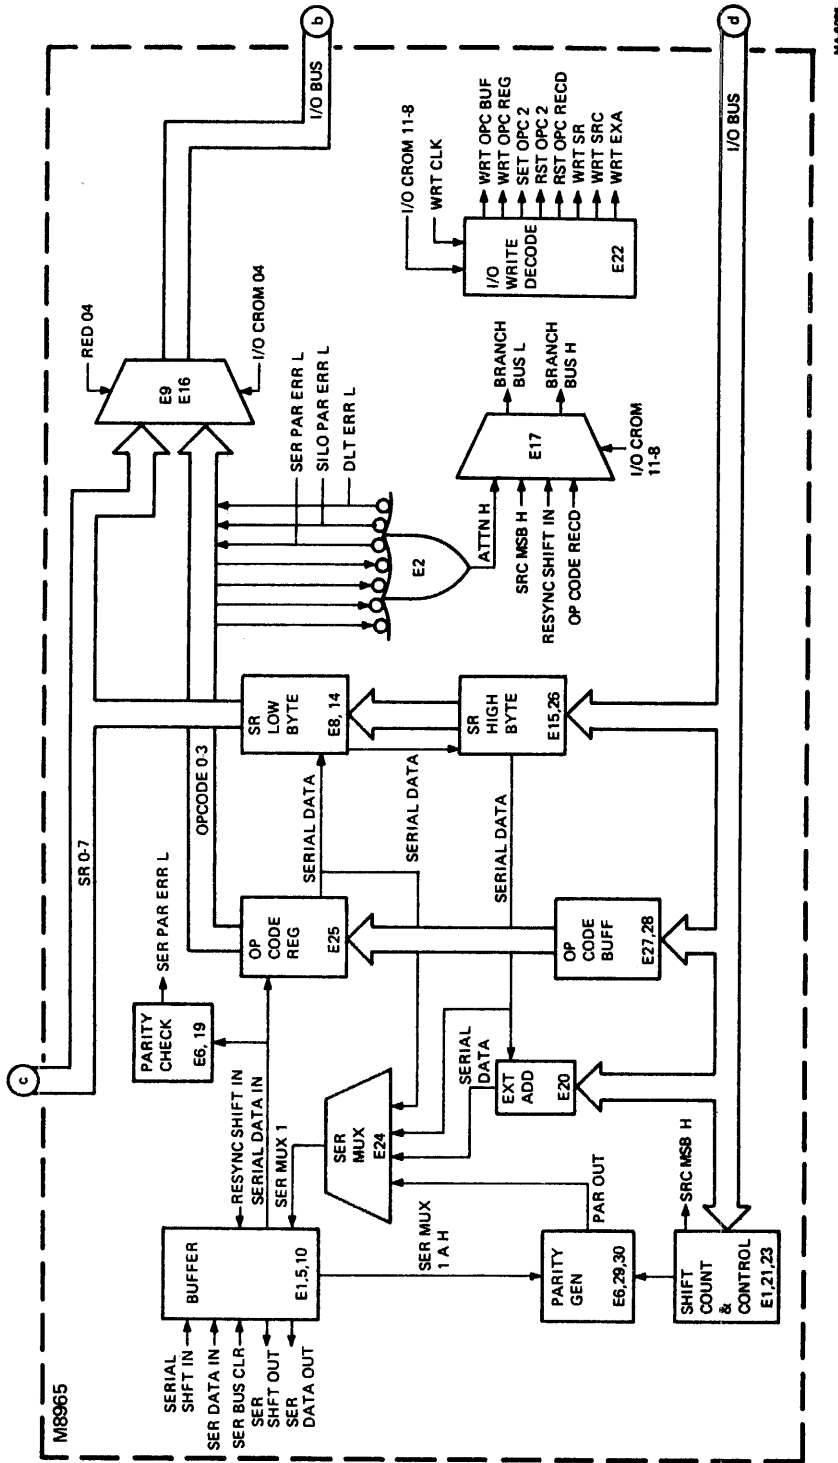 M8965
SERIAL
SHFT IN
SER DATA IN
SER BUS CLR
SER
SHFT OUT
SER
DATA OUT
BUFFER
E1,5,10
RESYNC SHIFT IN
SERIAL DATA IN
SER MUX 1
SER MUX
1 A H
PARITY
CHECK
E6, 19
SER PAR ERR L
SER
MUX
E24
PAR OUT
PARITY
GEN
E6,29,30
SHIFT
COUNT
&
CONTROL
E1,21,23
SRC MSB H
EXT
ADD
E20
SERIAL
DATA
OP
CODE
REG
E25
OP
CODE
BUFF
E27,28
SERIAL DATA
SERIAL DATA
SERIAL DATA
SR
LOW
BYTE
E8, 14
SR
HIGH
BYTE
E15,26
c
SR 0-7
OPCODE 0-3
SER PAR ERR L
SILO PAR ERR L
DLT ERR L
E2
ATTN H
SRC MSB H
RESYNC SHIFT IN
OP CODE RECD
E17
BRANCH
BUS L
BRANCH
BUS H
I/O CROM
11-8
RED 04
E9
E16
I/O CROM 04
I/O BUS
b
I/O CROM 11-8
WRT CLK
I/O
WRITE
DECODE
E22
WRT OPC BUF
WRT OPC REG
SET OPC 2
RST OPC 2
RST OPC RECD
WRT SR
WRT SRC
WRT EXA
I/O BUS
d